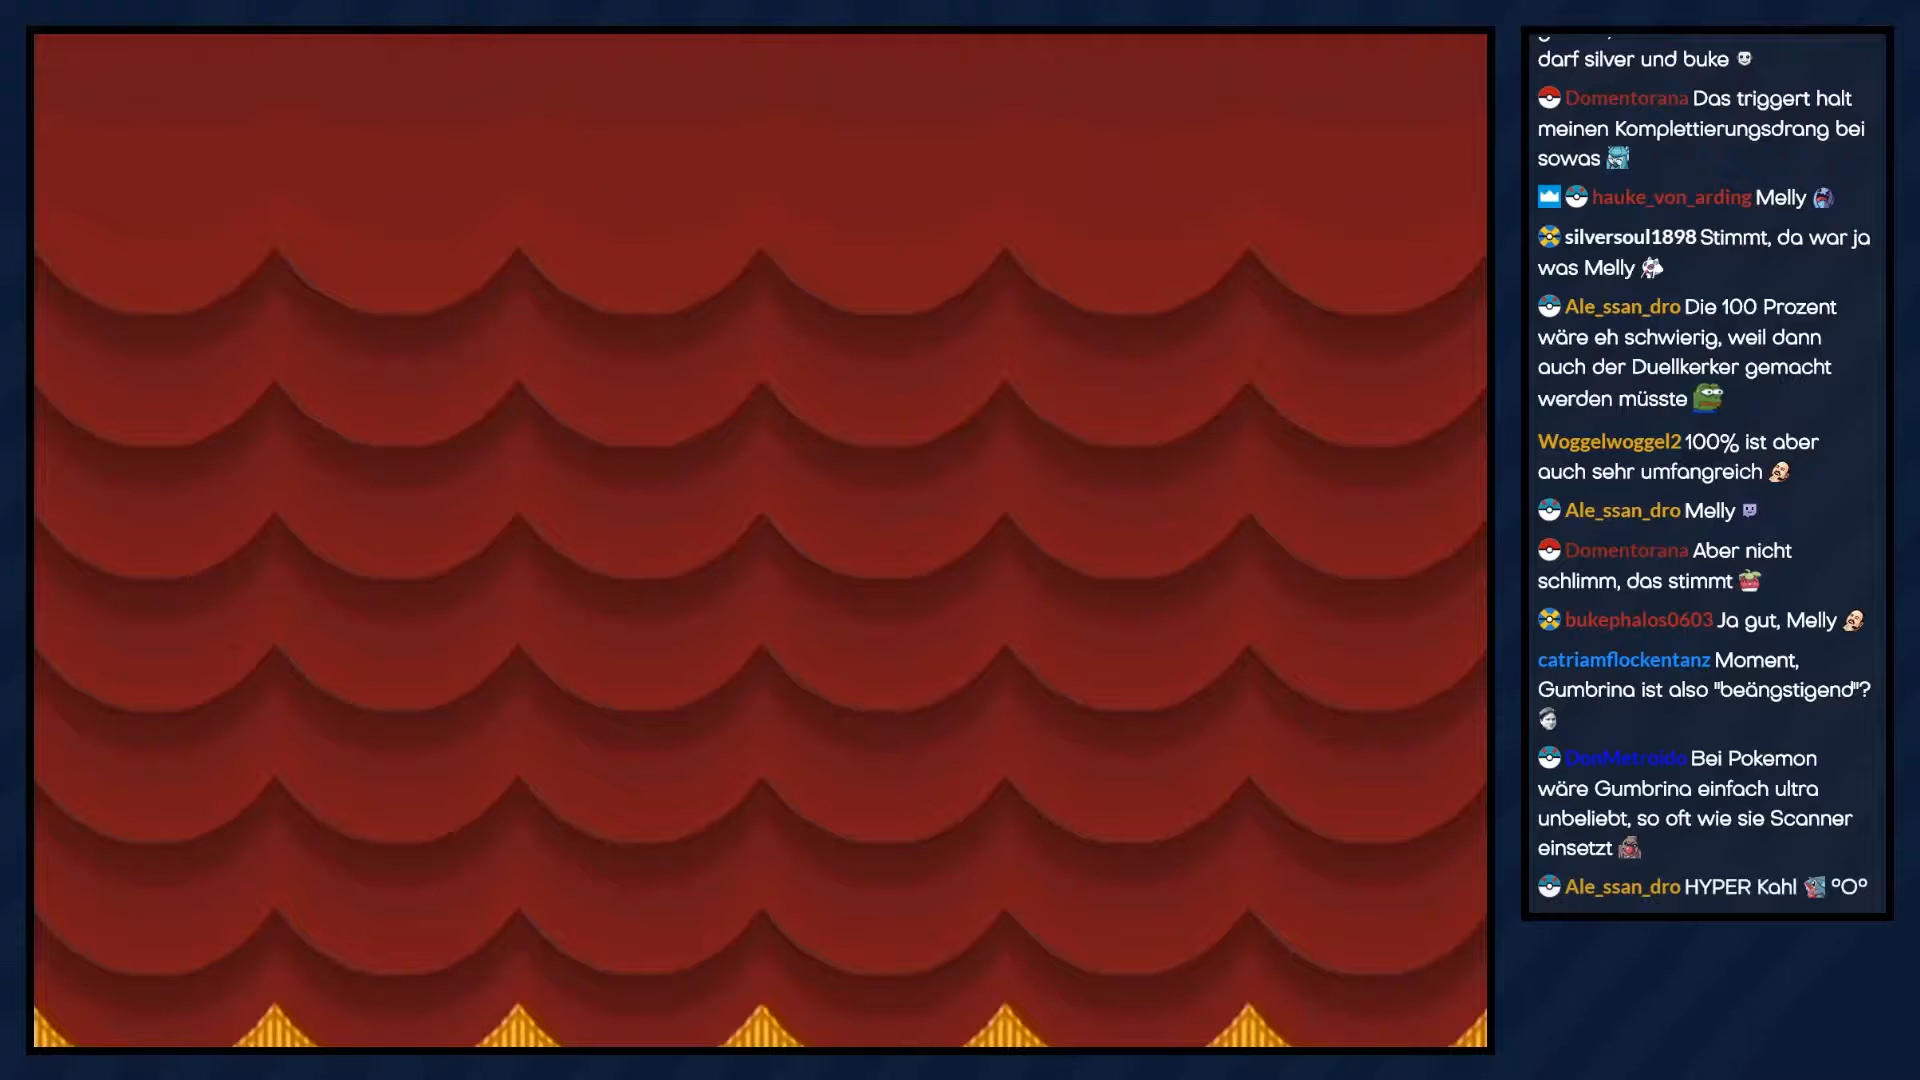 darf silver und buke
Domentorana Das triggert halt
meinen Komplettierungsdrang bei
sowas
hauke_von_arding Melly
silversoul1898 Stimmt, da war ja
was Melly
Ale_ssan_dro Die 100 Prozent
wäre eh schwierig, weil dann
auch der Duellkerker gemacht
werden müsste
Woggelwoggel2 100% ist aber
auch sehr umfangreich
Ale_ssan_dro Melly
Domentorana Aber nicht
schlimm, das stimmt
bukephalos0603 Ja gut, Melly
catriamflockentanz Moment,
Gumbrina ist also "beängstigend"?
DonMetroido Bei Pokemon
wäre Gumbrina einfach ultra
unbeliebt, so oft wie sie Scanner
einsetzt
Ale_ssan_dro HYPER Kahl °O°